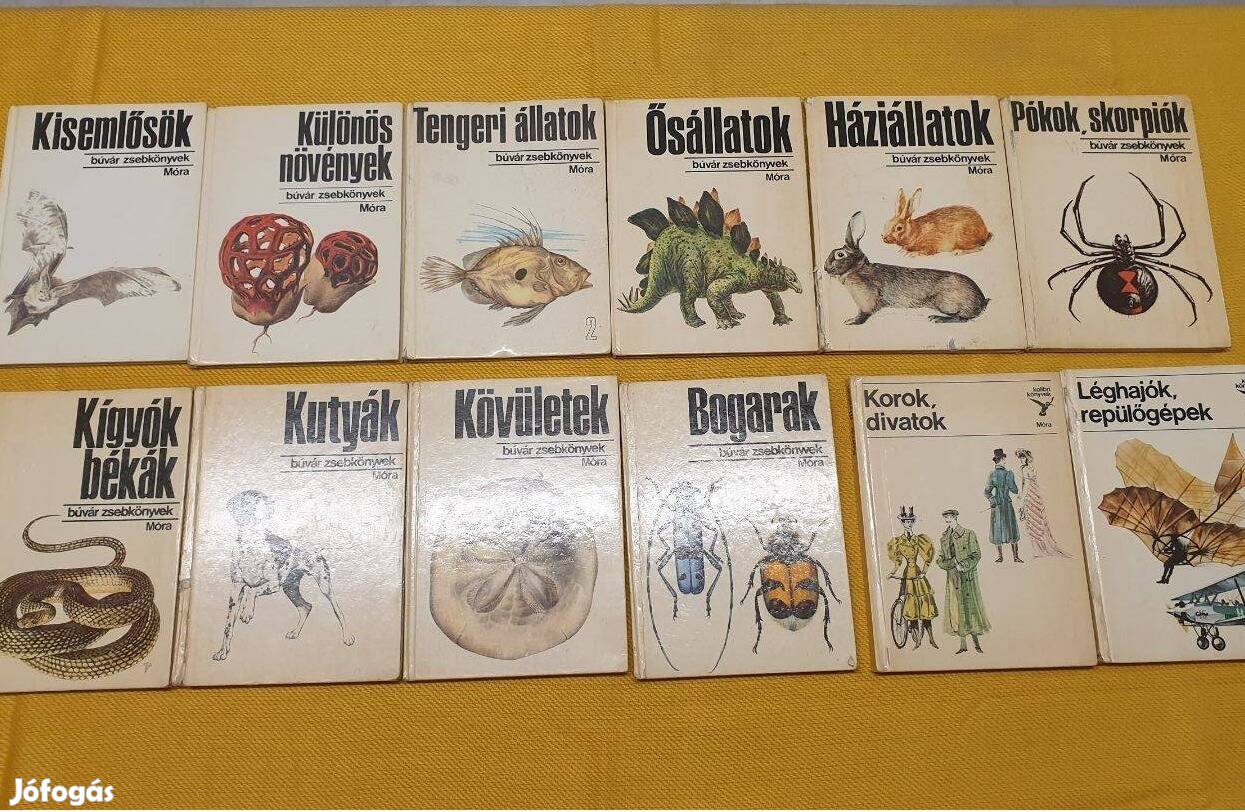 Kisemlősök
búvár zsebkönyvek
Móra
Különös
növények
búvár zsebkönyvek
Móra
Tengeri állatok
búvár zsebkönyvek
Móra
2
Ősállatok
búvár zsebkönyvek
Móra
Háziállatok
búvár zsebkönyvek
Móra
Pókok, skorpiók
búvár zsebkönyvek
Móra
Kígyók
békák
búvár zsebkönyvek
Móra
Kutyák
búvár zsebkönyvek
Móra
Kövületek
búvár zsebkönyvek
Móra
Bogarak
búvár zsebkönyvek
Móra
Korok,
divatok
kolibri
könyvek
Móra
Léghajók,
repülőgépek
Jófogás